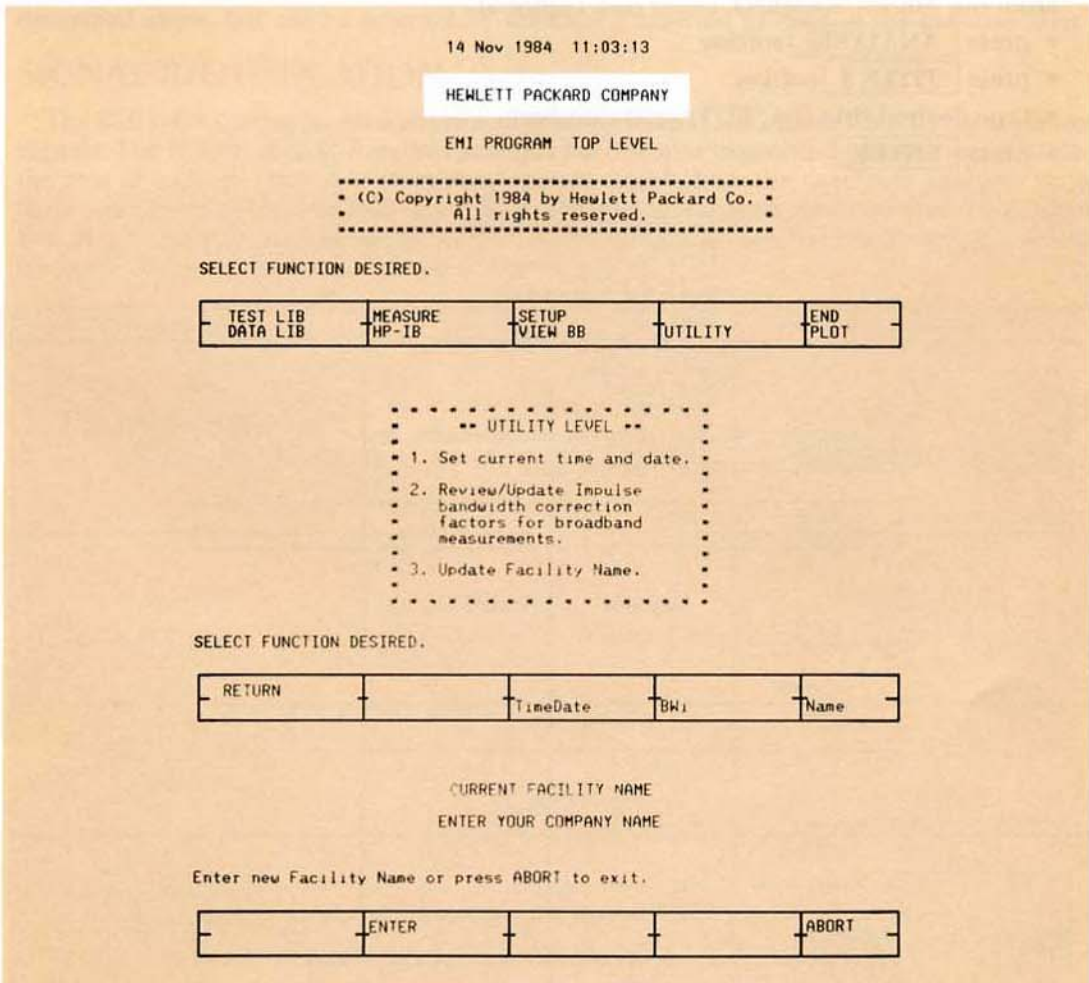 14 Nov 1984 11:03:13
HEWLETT PACKARD COMPANY
EMI PROGRAM TOP LEVEL
(C) Copyright 1984 by Hewlett Packard Co.
All rights reserved.
SELECT FUNCTION DESIRED.
TEST LIB MEASURE SETUP END
DATA LIB HP-IB VIEW BB UTILITY PLOT
** UTILITY LEVEL **
1. Set current time and date.
2. Review/Update Impulse
bandwidth correction
factors for broadband
measurements.
3. Update Facility Name.
SELECT FUNCTION DESIRED.
RETURN
TimeDate BWi Name
CURRENT FACILITY NAME
ENTER YOUR COMPANY NAME
Enter new Facility Name or press ABORT to exit.
ENTER ABORT